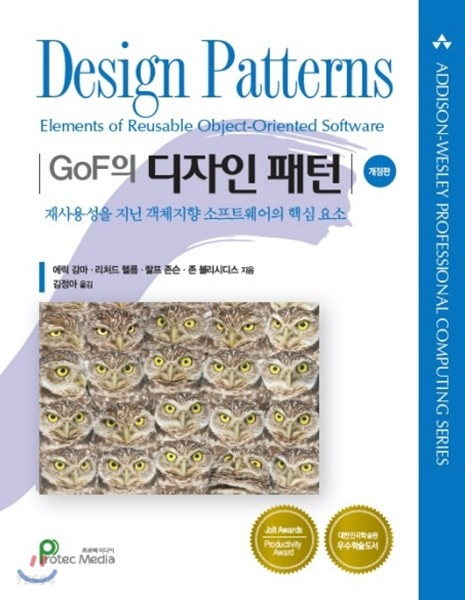 Design Patterns
Elements of Reusable Object-Oriented Software
GoF의 디자인 패턴
개정판
재사용성을 지닌 객체지향 소프트웨어의 핵심 요소
에릭 감마 · 리처드 헬름 · 랄프 존슨 · 존 블리시디스 지음
김정아 옮김
ADDISON-WESLEY PROFESSIONAL COMPUTING SERIES
Jolt Awards
Productivity
Award
대한민국학술원
우수학술도서
프로텍미디어
Protec Media